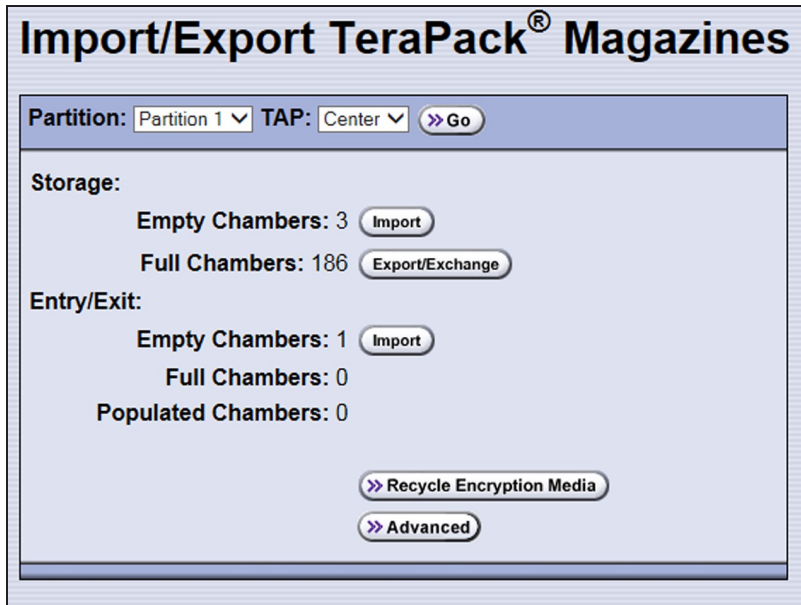 Import/Export TeraPack® Magazines
Partition: Partition 1 TAP: Center >> Go
Storage:
Empty Chambers: 3 Import
Full Chambers: 186 Export/Exchange
Entry/Exit:
Empty Chambers: 1 Import
Full Chambers: 0
Populated Chambers: 0
>> Recycle Encryption Media
>> Advanced